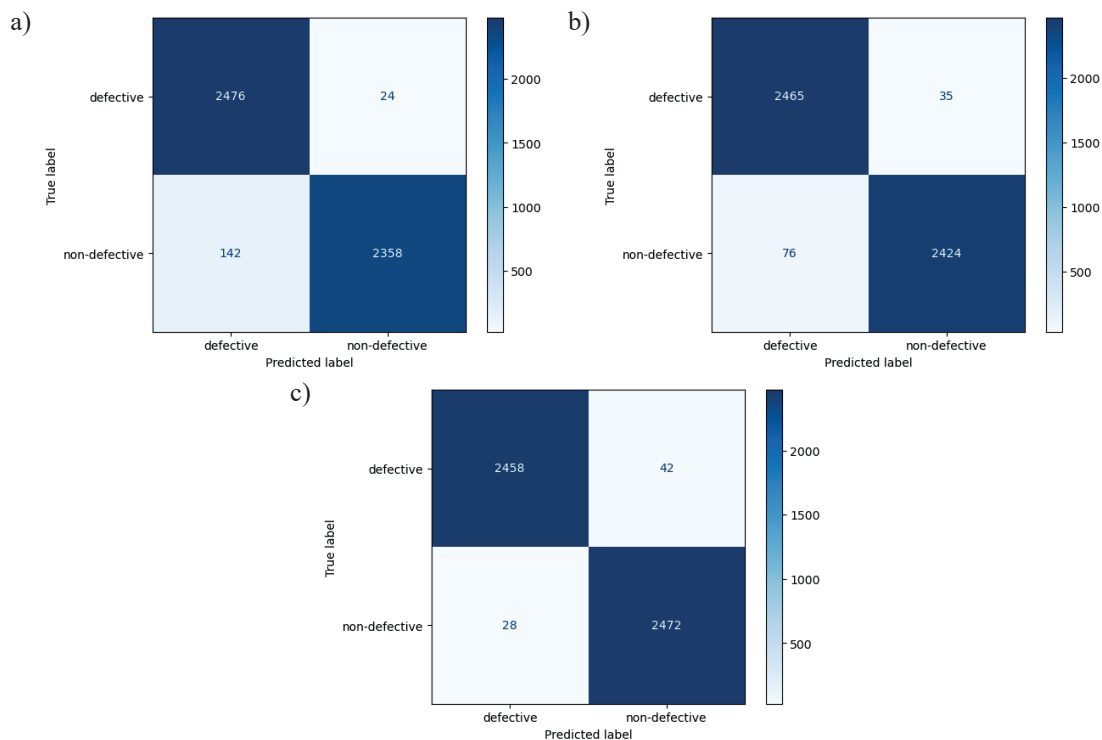 a)
defective
non-defective
True label
2476
24
142
2358
defective
non-defective
Predicted label
2000
1500
1000
500
b)
defective
non-defective
True label
2465
35
76
2424
defective
non-defective
Predicted label
2000
1500
1000
500
c)
defective
non-defective
True label
2458
42
28
2472
defective
non-defective
Predicted label
2000
1500
1000
500